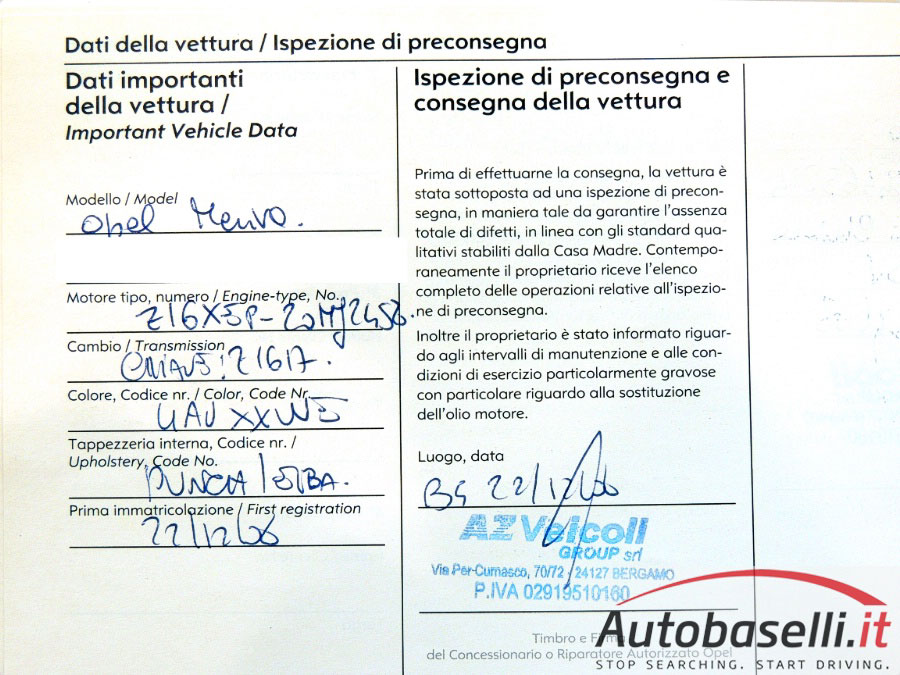 Dati della vettura / Ispezione di preconsegna
Dati importanti
della vettura /
Important Vehicle Data
Modello / Model
Opel
Motore tipo, numero / Engine-type, No.
Cambio / Transmission
Colore, Codice nr. / Color, Code Nr.
Tappezzeria interna, Codice nr. /
Upholstery, Code No.
Prima immatricolazione / First registration
22/12/06
Ispezione di preconsegna e
consegna della vettura
Prima di effettuarne la consegna, la vettura è
stata sottoposta ad una ispezione di precon-
segna, in maniera tale da garantire l'assenza
totale di difetti, in linea con gli standard qua-
litativi stabiliti dalla Casa Madre. Contempo-
raneamente il proprietario riceve l'elenco
completo delle operazioni relative all'ispezio-
ne di preconsegna.
Inoltre il proprietario è stato informato riguar-
do agli intervalli di manutenzione e alle con-
dizioni di esercizio particolarmente gravose
con particolare riguardo alla sostituzione
dell'olio motore.
Luogo, data
BG 22/12/06
AZ Veicoli
GROUP srl
Via Per Curnasco, 70/72 - 24127 BERGAMO
P.IVA 02919510160
Timbro e Firma
del Concessionario o Riparatore Autorizzato Opel
Autobaselli.it
STOP SEARCHING. START DRIVING.